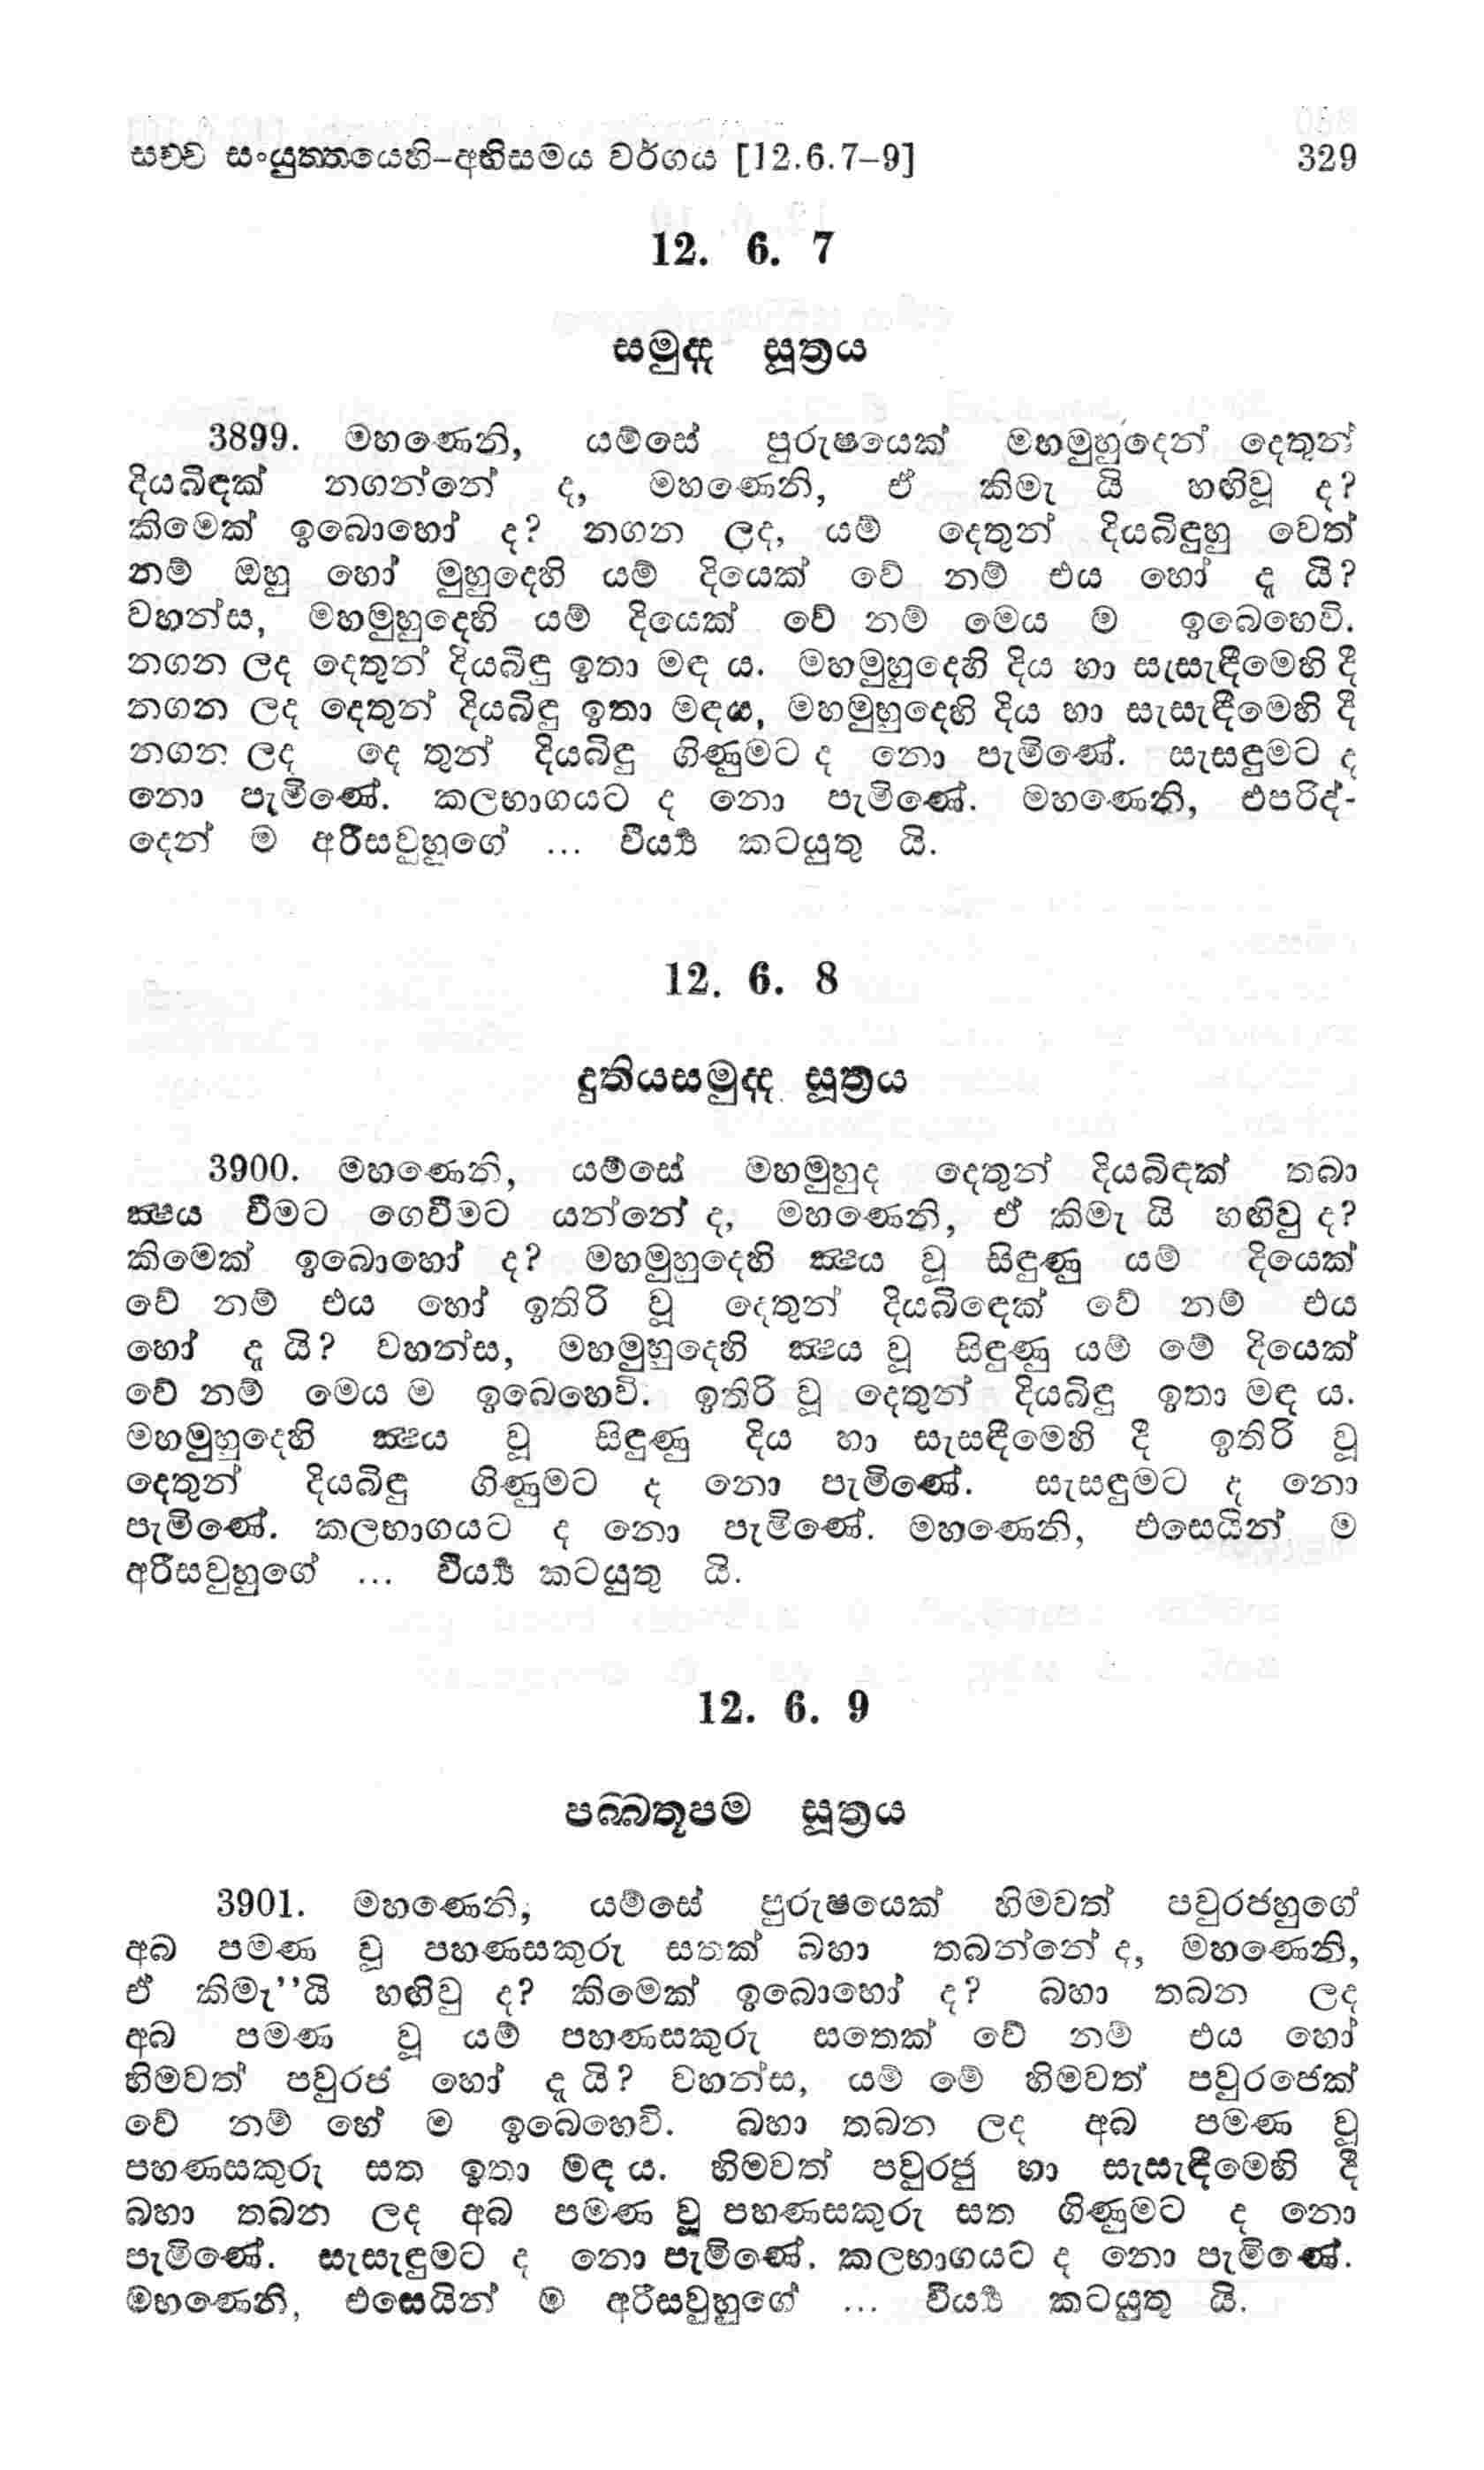 සච්ච සංයුත්තයෙහි–අභිසමය වර්ගය [12.6.7–9] 329
12. 6. 7
සමුද්ද සූත්‍රය
3899. මහණෙනි, යම්සේ පුරුෂයෙක් මහමුහුදෙන් දෙතුන්
දියබිඳක් නගන්නේ ද, මහණෙනි, ඒ කිමැ යි හඟිවූ ද?
කිමෙක් ඉබොහෝ ද? නගන ලද, යම් දෙතුන් දියබිඳුහු වෙත්
නම් ඔහු හෝ මුහුදෙහි යම් දියෙක් වේ නම් එය හෝ දැ යි?
වහන්ස, මහමුහුදෙහි යම් දියෙක් වේ නම් මෙය ම ඉබෙහෙවි.
නගන ලද දෙතුන් දියබිඳු ඉතා මඳ ය. මහමුහුදෙහි දිය හා සැසැඳීමෙහි දී
නගන ලද දෙතුන් දියබිඳු ඉතා මඳය, මහමුහුදෙහි දිය හා සැසැඳීමෙහි දී
නගන ලද දෙ තුන් දියබිඳු ගිණුමට ද නො පැමිණේ. සැසඳුමට ද
නො පැමිණේ. කලභාගයට ද නො පැමිණේ. මහණෙනි, එපරිද්-
දෙන් ම අරීසවුහුගේ ... වීර්‍ය්‍ය කටයුතු යි.
12. 6. 8
දුතියසමුද්ද සූත්‍රය
3900. මහණෙනි, යම්සේ මහමුහුද දෙතුන් දියබිඳක් තබා
ක්‍ෂය වීමට ගෙවීමට යන්නේ ද, මහණෙනි, ඒ කිමැ යි හඟිවු ද?
කිමෙක් ඉබොහෝ ද? මහමුහුදෙහි ක්‍ෂය වූ සිඳුණු යම් දියෙක්
වේ නම් එය හෝ ඉතිරි වූ දෙතුන් දියබිඳෙක් වේ නම් එය
හෝ දැ යි? වහන්ස, මහමුහුදෙහි ක්‍ෂය වූ සිඳුණු යම් මේ දියෙක්
වේ නම් මෙය ම ඉබෙහෙවි. ඉතිරි වූ දෙතුන් දියබිඳු ඉතා මඳ ය.
මහමුහුදෙහි ක්‍ෂය වූ සිඳුණු දිය හා සැසඳීමෙහි දී ඉතිරි වූ
දෙතුන් දියබිඳු ගිණුමට ද නො පැමිණේ. සැසඳුමට ද නො
පැමිණේ. කලභාගයට ද නො පැමිණේ. මහණෙනි, එසෙයින් ම
අරීසවුහුගේ ... වීර්‍ය්‍ය කටයුතු යි.
12. 6. 9
පබ්බතූපම සූත්‍රය
3901. මහණෙනි, යම්සේ පුරුෂයෙක් හිමවත් පවුරජහුගේ
අබ පමණ වූ පහණසකුරු සතක් බහා තබන්නේ ද, මහණෙනි,
ඒ කිමැ’’යි හඟිවු ද? කිමෙක් ඉබොහෝ ද? බහා තබන ලද
අබ පමණ වූ යම් පහණසකුරු සතෙක් වේ නම් එය හෝ
හිමවත් පවුරජ හෝ දැ යි? වහන්ස, යම් මේ හිමවත් පවුරජෙක්
වේ නම් හේ ම ඉබෙහෙවි. බහා තබන ලද අබ පමණ වූ
පහණසකුරු සත ඉතා මඳ ය. හිමවත් පවුරජු හා සැසැඳීමෙහි දී
බහා තබන ලද අබ පමණ වූ පහණසකුරු සත ගිණුමට ද නො
පැමිණේ. සැසැඳුමට ද නො පැමිණේ. කලභාගයට ද නො පැමිණේ.
මහණෙනි, එසෙයින් ම අරීසවුහුගේ ... වීර්‍ය්‍ය කටයුතු යි.